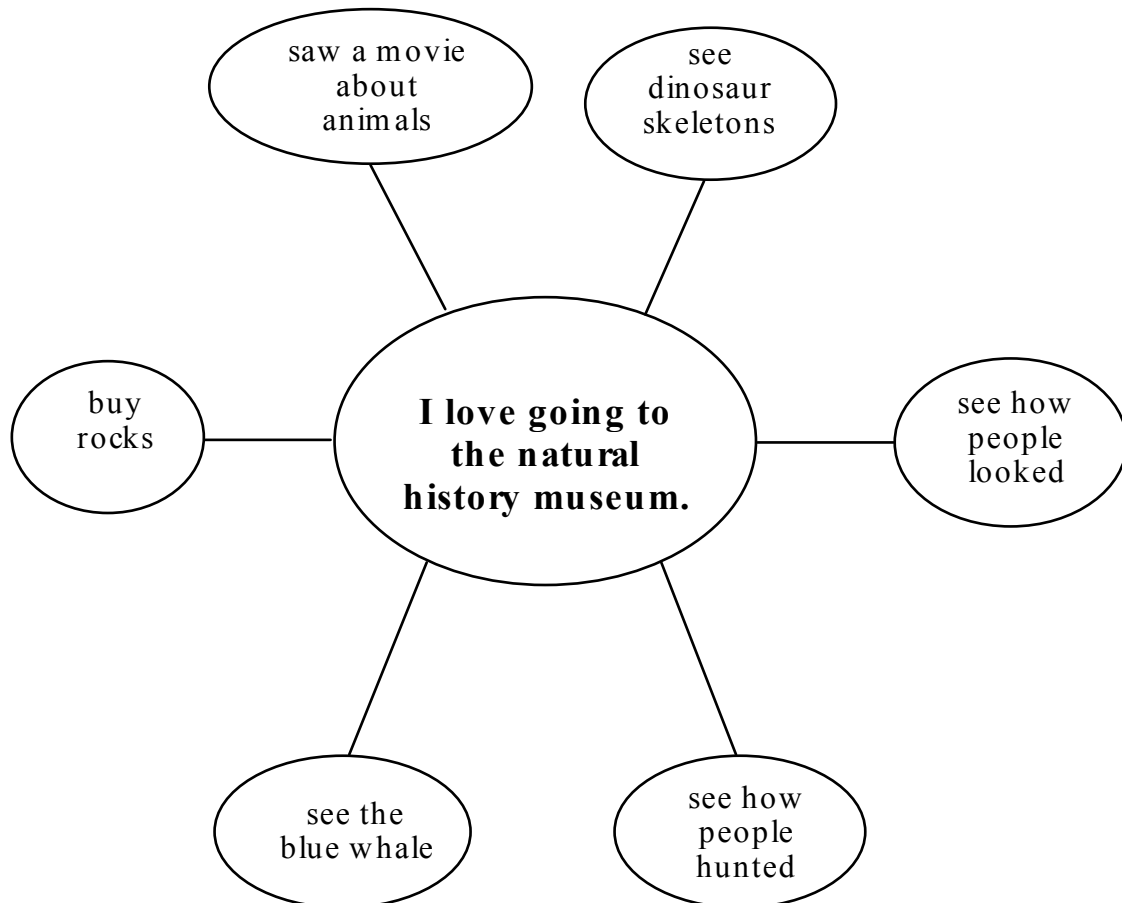 saw a movie
about
animals
see
dinosaur
skeletons
buy
rocks
I love going to
the natural
history museum.
see how
people
looked
see the
blue whale
see how
people
hunted